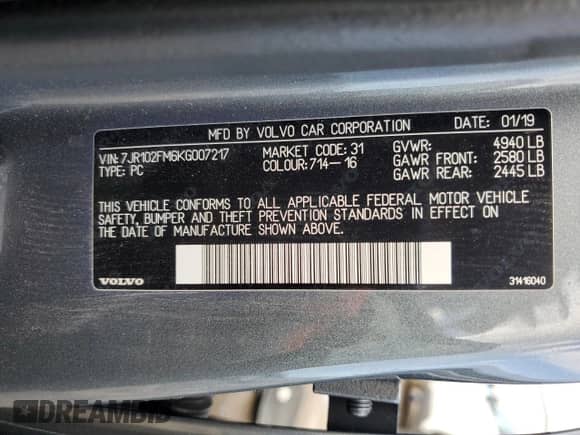 MFD BY VOLVO CAR CORPORATION DATE: 01/19
VIN: 7JR102FM6KG007217 MARKET CODE: 31 GVWR: 4940 LB
TYPE: PC COLOUR: 714-16 GAWR FRONT: 2580 LB
GAWR REAR: 2445 LB
THIS VEHICLE CONFORMS TO ALL APPLICABLE FEDERAL MOTOR VEHICLE
SAFETY, BUMPER AND THEFT PREVENTION STANDARDS IN EFFECT ON
THE DATE OF MANUFACTURE SHOWN ABOVE.
VOLVO 31416040
DREAMBID